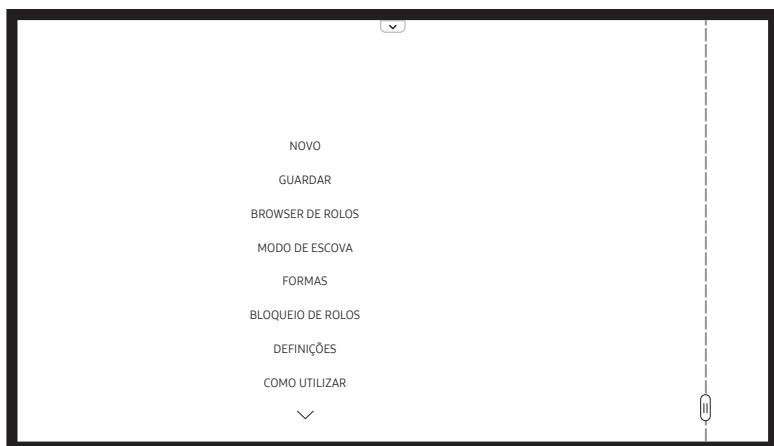 NOVO
GUARDAR
BROWSER DE ROLOS
MODO DE ESCOVA
FORMAS
BLOQUEIO DE ROLOS
DEFINIÇÕES
COMO UTILIZAR